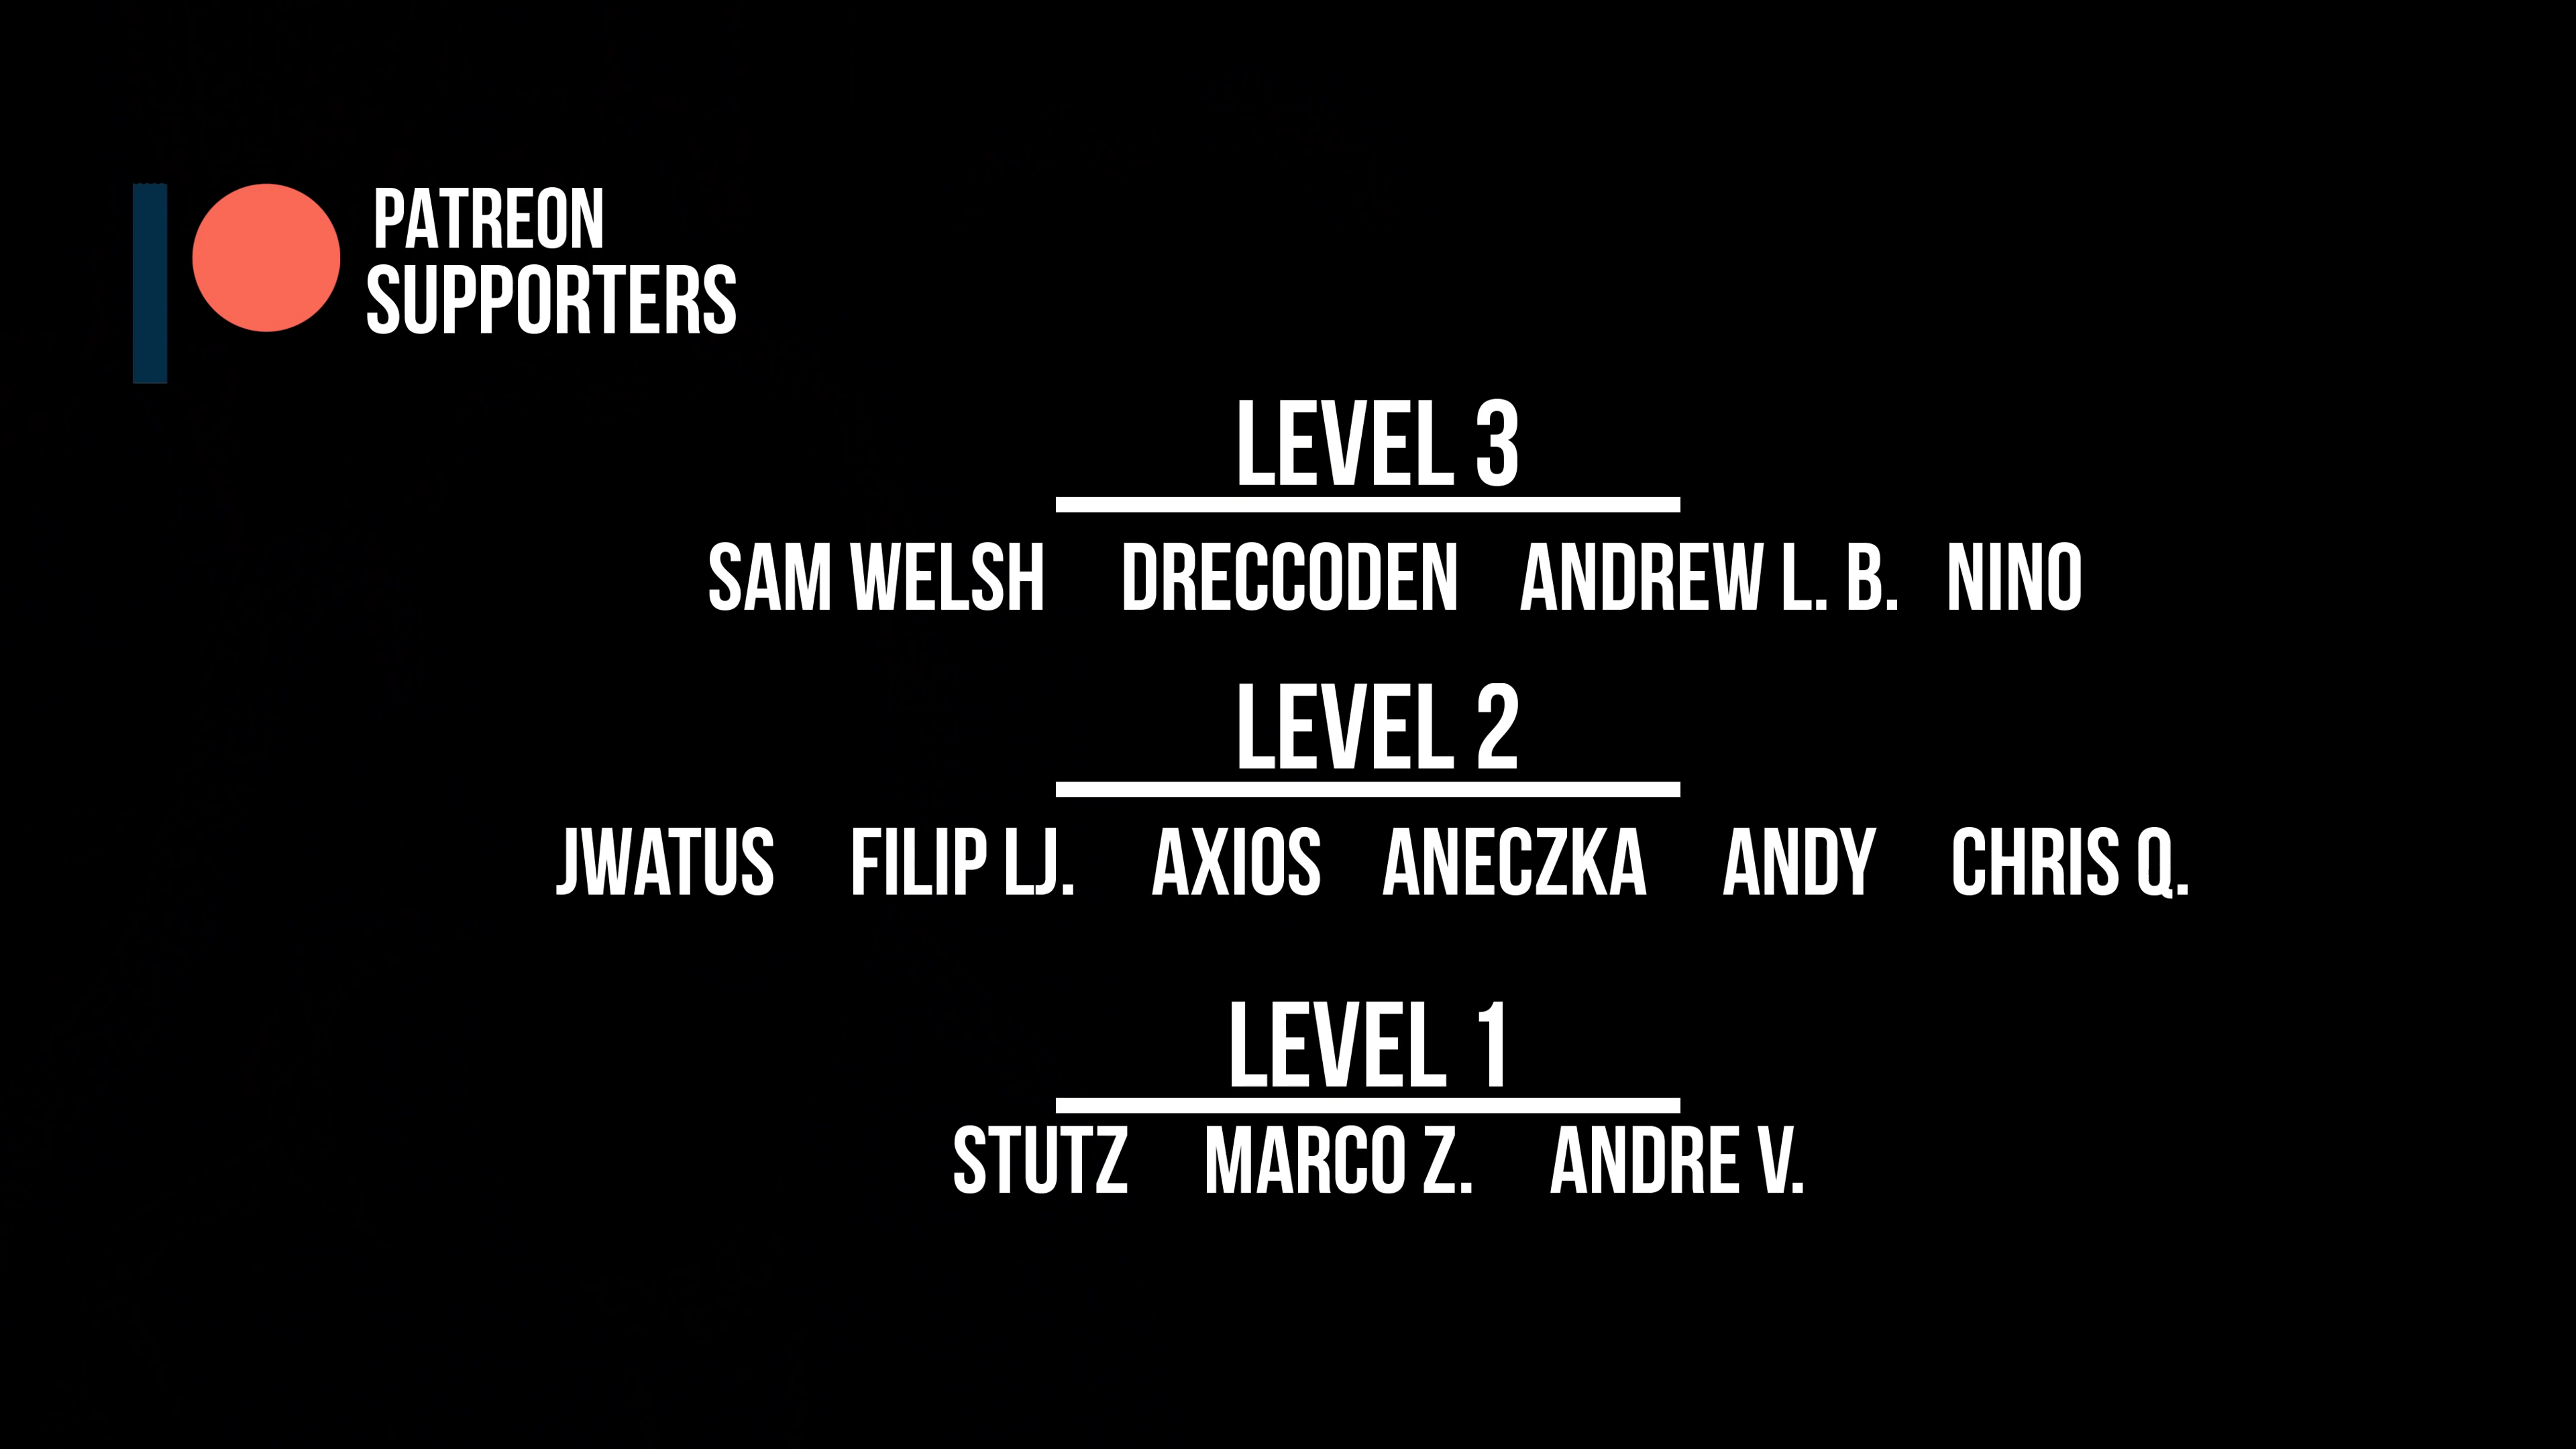 PATREON
SUPPORTERS
LEVEL 3
SAM WELSH DRECCODEN ANDREW L. B. NINO
LEVEL 2
JWATUS FILIP LJ. AXIOS ANECZKA ANDY CHRIS Q.
LEVEL 1
STUTZ MARCO Z. ANDRE V.